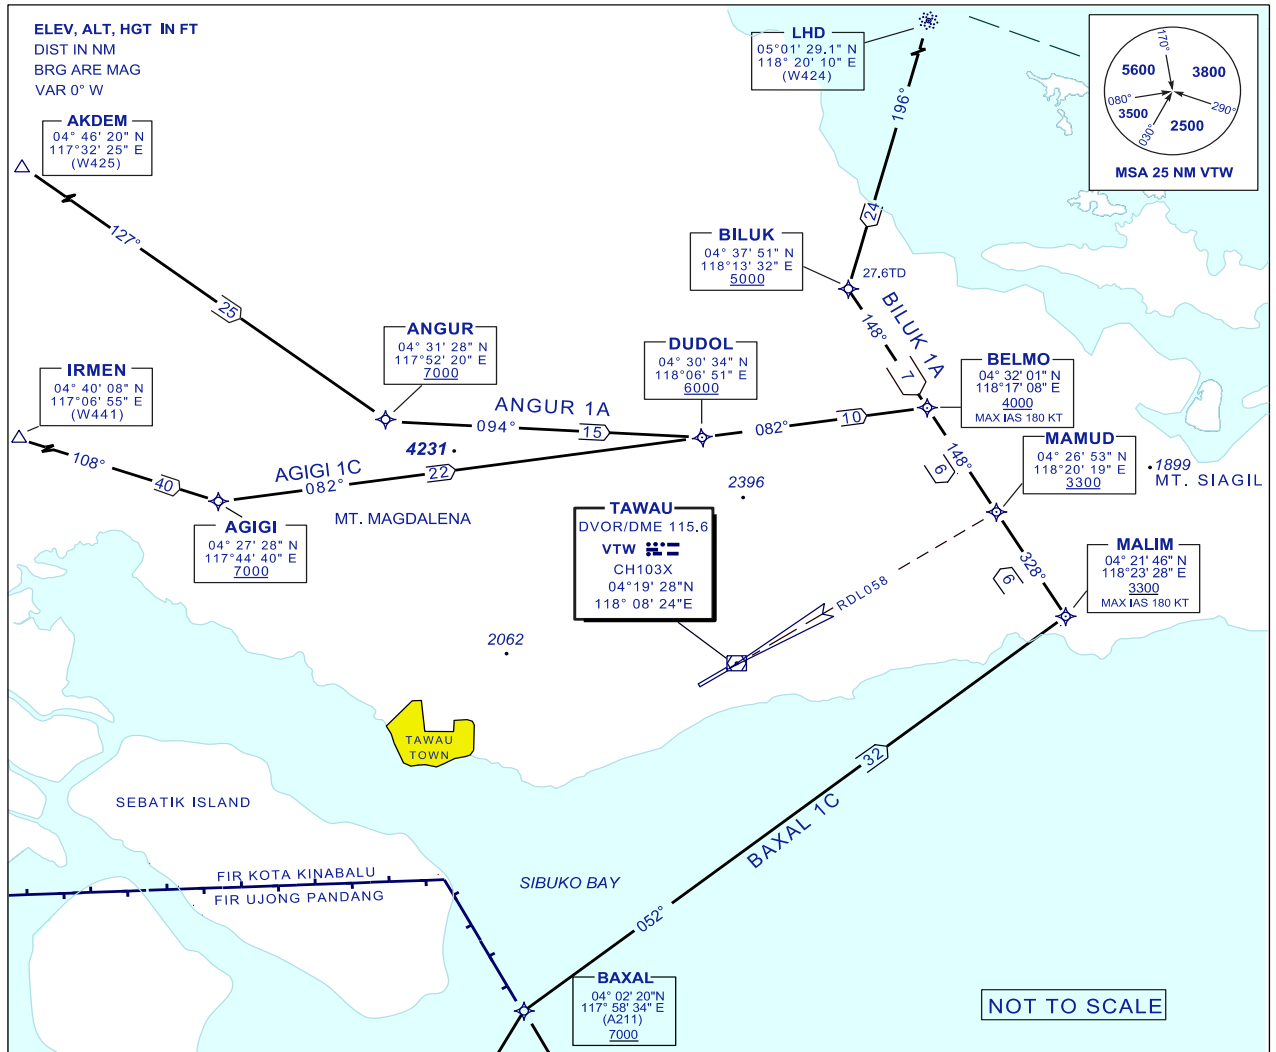 ELEV, ALT, HGT IN FT
DIST IN NM
BRG ARE MAG
VAR 0° W
LHD
05°01' 29.1" N
118° 20' 10" E
(W424)
170°
5600
3800
080°
290°
3500
030°
2500
MSA 25 NM VTW
AKDEM
04° 46' 20" N
117°32' 25" E
(W425)
196°
127°
24
BILUK
04° 37' 51" N
118°13' 32" E
5000
27.6TD
BILUK 1A
148°
7
25
ANGUR
04° 31' 28" N
117°52' 20" E
7000
DUDOL
04° 30' 34" N
118°06' 51" E
6000
BELMO
04° 32' 01" N
118°17' 08" E
4000
MAX IAS 180 KT
IRMEN
04° 40' 08" N
117°06' 55" E
(W441)
ANGUR 1A
094°
15
082°
10
108°
40
4231
AGIGI 1C
082°
22
MT. MAGDALENA
148°
6
MAMUD
04° 26' 53" N
118°20' 19" E
3300
1899
MT. SIAGIL
2396
AGIGI
04° 27' 28" N
117°44' 40" E
7000
TAWAU
DVOR/DME 115.6
VTW
CH103X
04°19' 28"N
118° 08' 24"E
RDL058
328°
6
MALIM
04° 21' 46" N
118°23' 28" E
3300
MAX IAS 180 KT
2062
TAWAU
TOWN
32
BAXAL 1C
SEBATIK ISLAND
FIR KOTA KINABALU
FIR UJONG PANDANG
SIBUKO BAY
052°
BAXAL
04° 02' 20"N
117° 58' 34" E
(A211)
7000
NOT TO SCALE